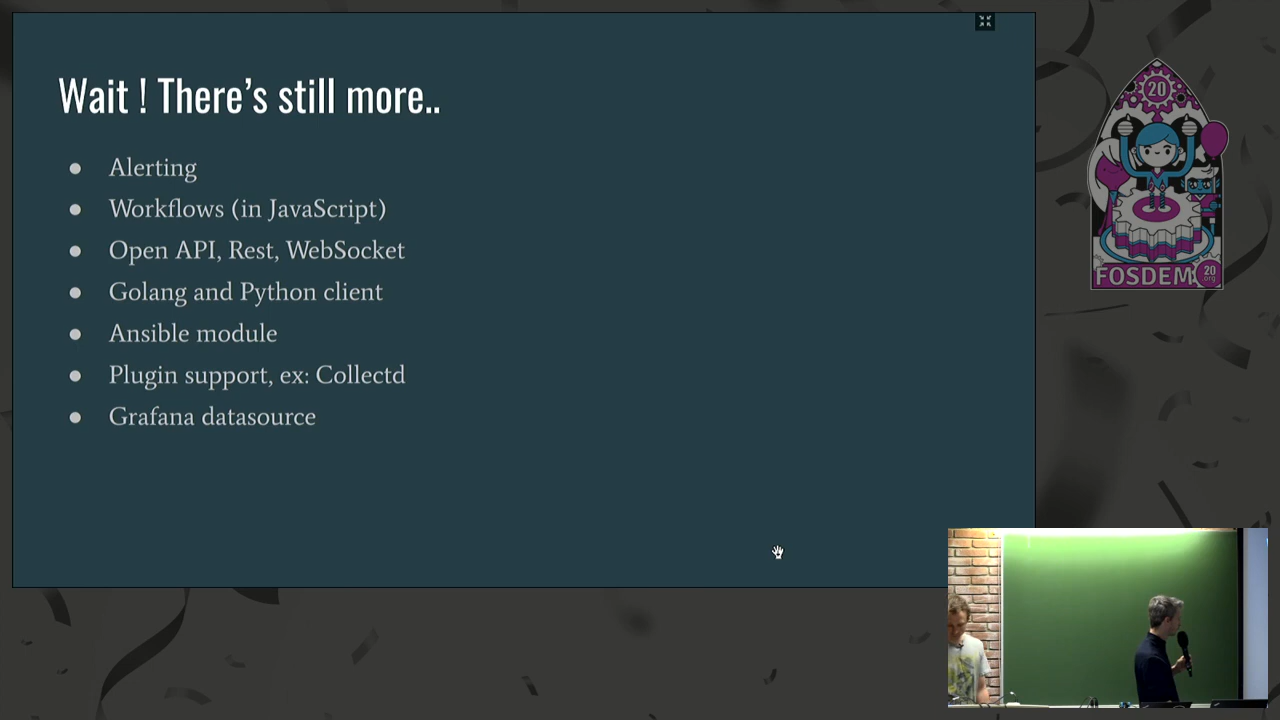 Wait ! There's still more..
● Alerting
● Workflows (in JavaScript)
● Open API, Rest, WebSocket
● Golang and Python client
● Ansible module
● Plugin support, ex: Collectd
● Grafana datasource
20
FOSDEM
20
.org